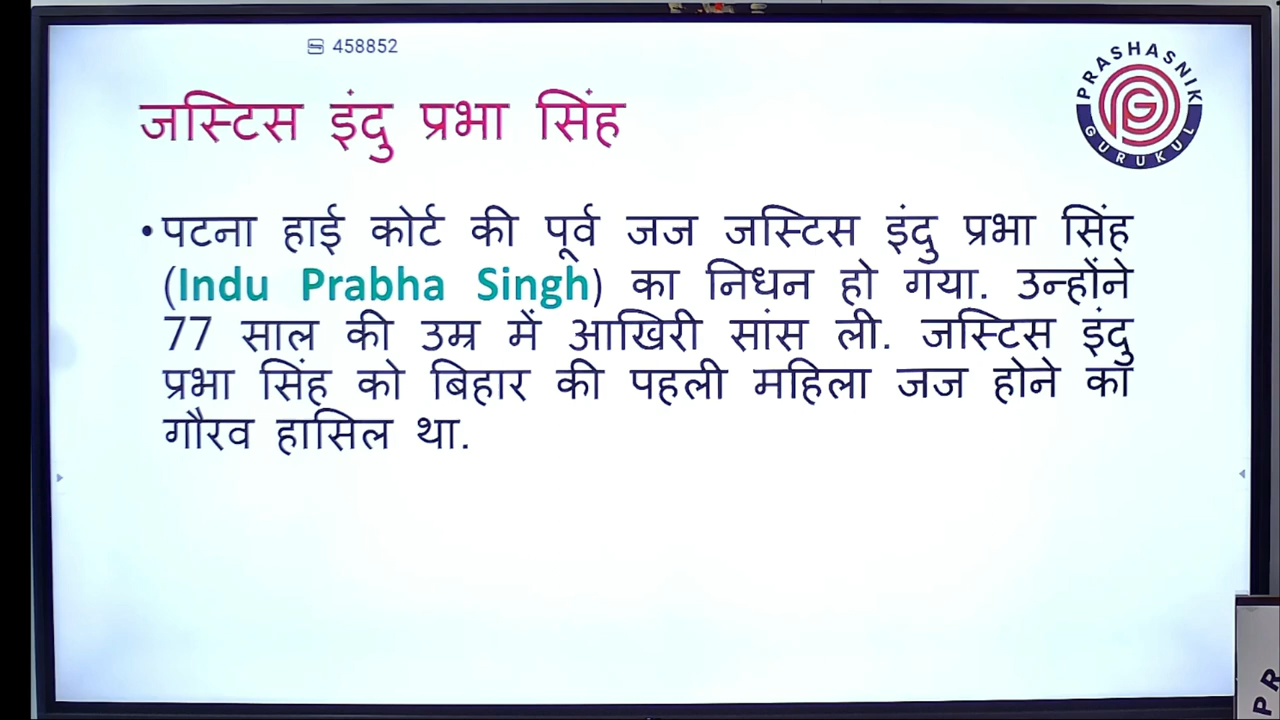 458852
PRASHASNIK
GURUKUL
जस्टिस इंदु प्रभा सिंह
•पटना हाई कोर्ट की पूर्व जज जस्टिस इंदु प्रभा सिंह
(Indu Prabha Singh) का निधन हो गया. उन्होंने
77 साल की उम्र में आखिरी सांस ली. जस्टिस इंदु
प्रभा सिंह को बिहार की पहली महिला जज होने का
गौरव हासिल था.
PR